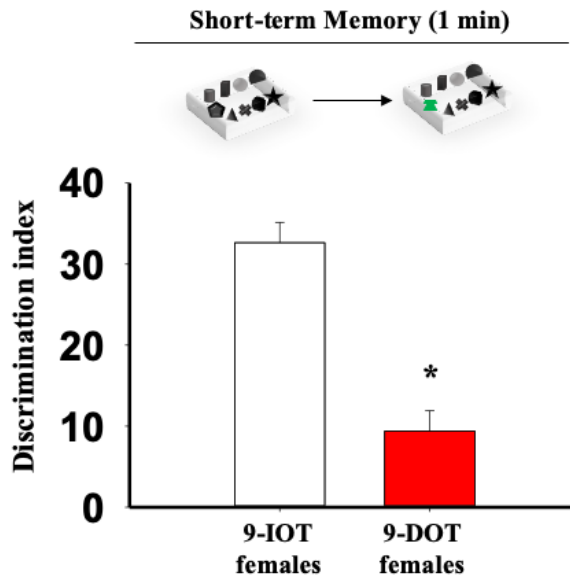 Short-term Memory (1 min)
Discrimination index
40
30
20
10
0
*
9-IOT females
9-DOT females